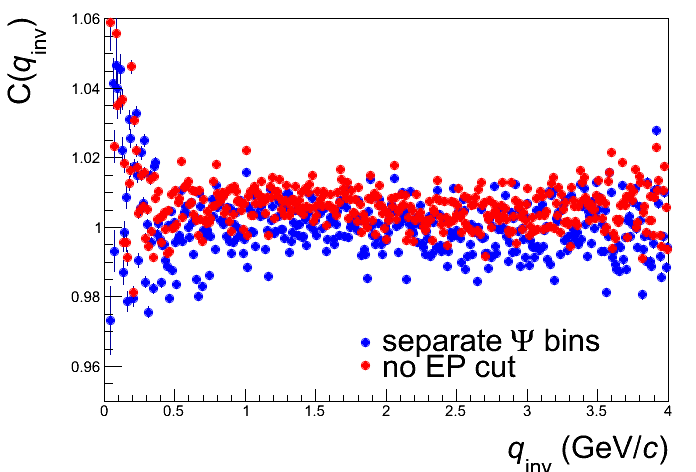 C(q_inv)
1.06
1.04
1.02
1
0.98
0.96
separate Ψ bins
no EP cut
0 0.5 1 1.5 2 2.5 3 3.5 4
q_inv (GeV/c)